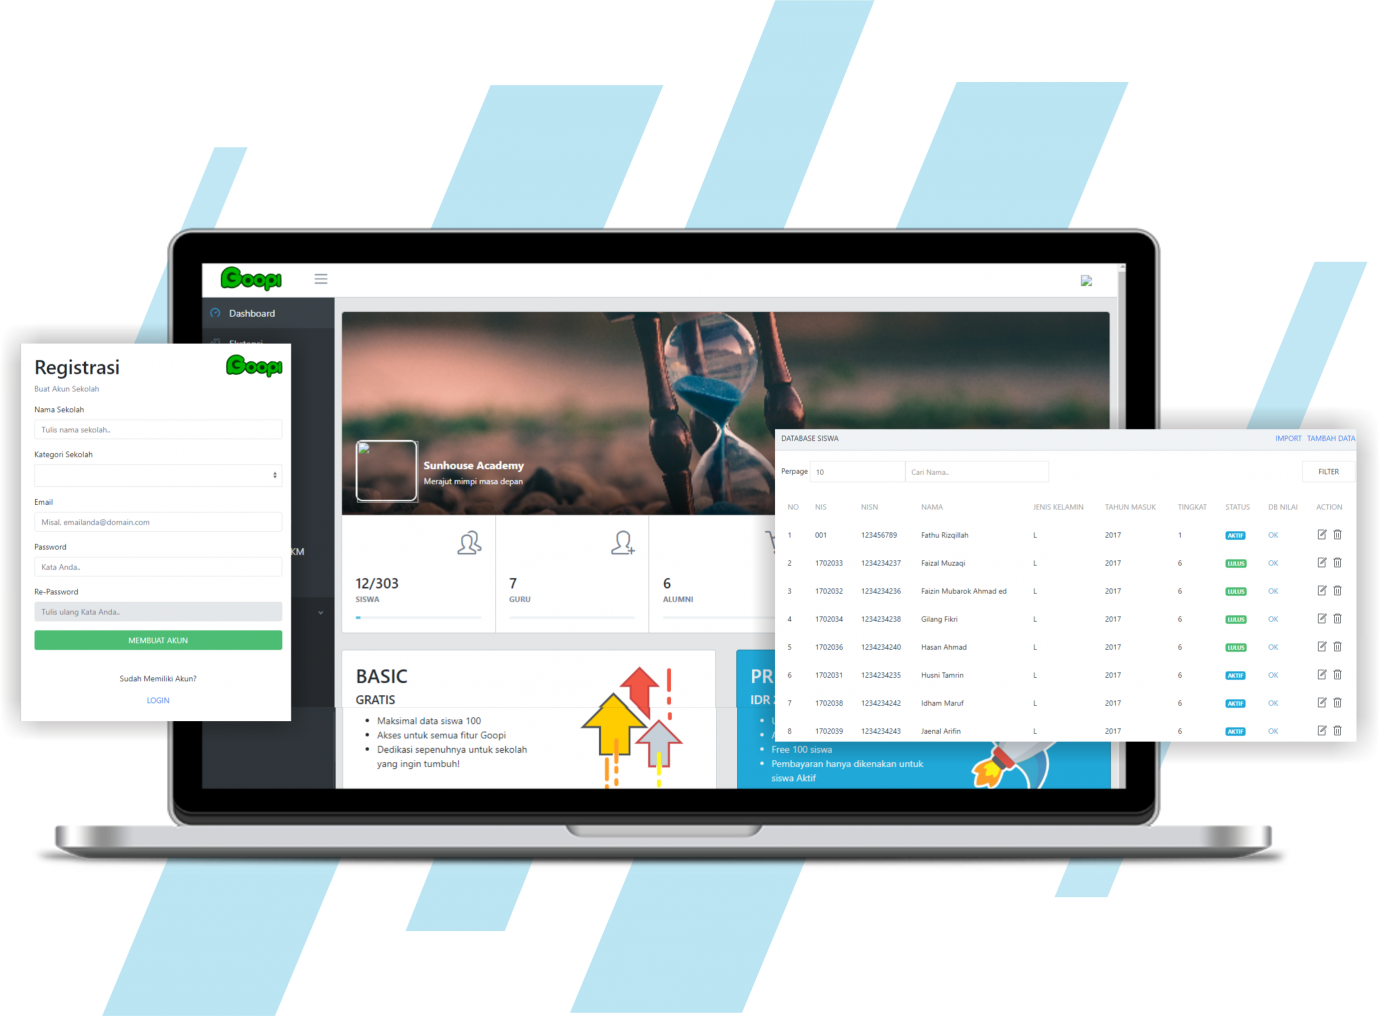 Goopi
Dashboard
Ekstensi
KM
Sunhouse Academy
Merajut mimpi masa depan
12/303
SISWA
7
GURU
6
ALUMNI
BASIC
GRATIS
Maksimal data siswa 100
Akses untuk semua fitur Goopi
Dedikasi sepenuhnya untuk sekolah
yang ingin tumbuh!
PR
IDR
Free 100 siswa
Pembayaran hanya dikenakan untuk
siswa Aktif
Registrasi
Goopi
Buat Akun Sekolah
Nama Sekolah
Tulis nama sekolah..
Kategori Sekolah
Email
Misal, emailanda@domain.com
Password
Kata Anda..
Re-Password
Tulis ulang Kata Anda..
MEMBUAT AKUN
Sudah Memiliki Akun?
LOGIN
DATABASE SISWA IMPORT TAMBAH DATA
Perpage 10 Cari Nama.. FILTER
NO NIS NISN NAMA JENIS KELAMIN TAHUN MASUK TINGKAT STATUS DB NILAI ACTION
1 001 123456789 Fathu Rizqillah L 2017 1 AKTIF OK
2 1702033 1234234237 Faizal Muzaqi L 2017 6 LULUS OK
3 1702032 1234234236 Faizin Mubarok Ahmad ed L 2017 6 LULUS OK
4 1702034 1234234238 Gilang Fikri L 2017 6 LULUS OK
5 1702036 1234234240 Hasan Ahmad L 2017 6 LULUS OK
6 1702031 1234234235 Husni Tamrin L 2017 6 AKTIF OK
7 1702038 1234234242 Idham Maruf L 2017 6 AKTIF OK
8 1702039 1234234243 Jaenal Arifin L 2017 6 AKTIF OK